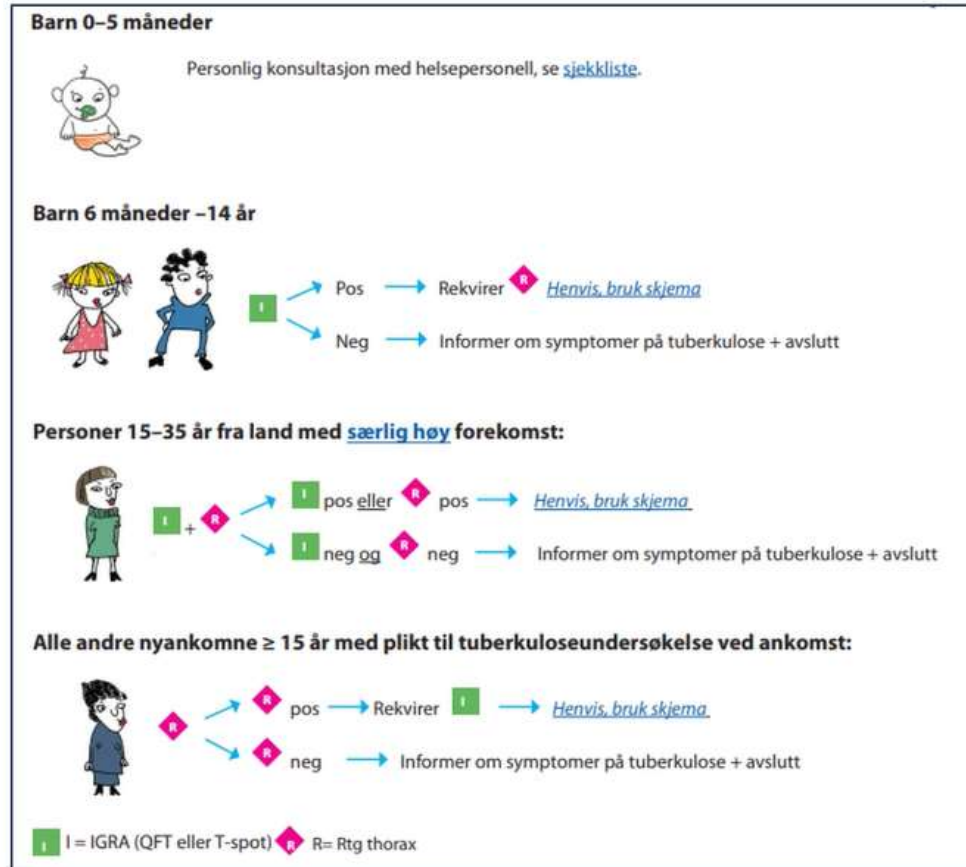 Barn 0–5 måneder
Personlig konsultasjon med helsepersonell, se sjekkliste.
Barn 6 måneder –14 år
I Pos Rekvirer R Henvis, bruk skjema
Neg Informer om symptomer på tuberkulose + avslutt
Personer 15–35 år fra land med særlig høy forekomst:
I + R I pos eller R pos Henvis, bruk skjema
I neg og R neg Informer om symptomer på tuberkulose + avslutt
Alle andre nyankomne ≥ 15 år med plikt til tuberkuloseundersøkelse ved ankomst:
R R pos Rekvirer I Henvis, bruk skjema
R neg Informer om symptomer på tuberkulose + avslutt
I I = IGRA (QFT eller T-spot) R R= Rtg thorax